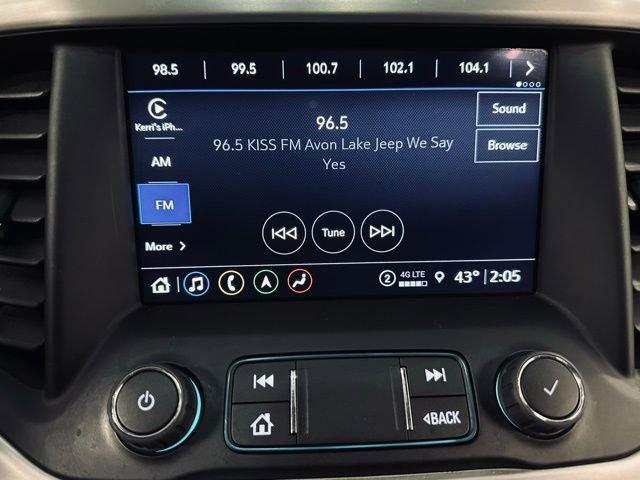 98.5 99.5 100.7 102.1 104.1
Kerri's iPh...
96.5
Sound
96.5 KISS FM Avon Lake Jeep We Say
Yes
Browse
AM
FM
More
Tune
2 4G LTE 43° 2:05
BACK